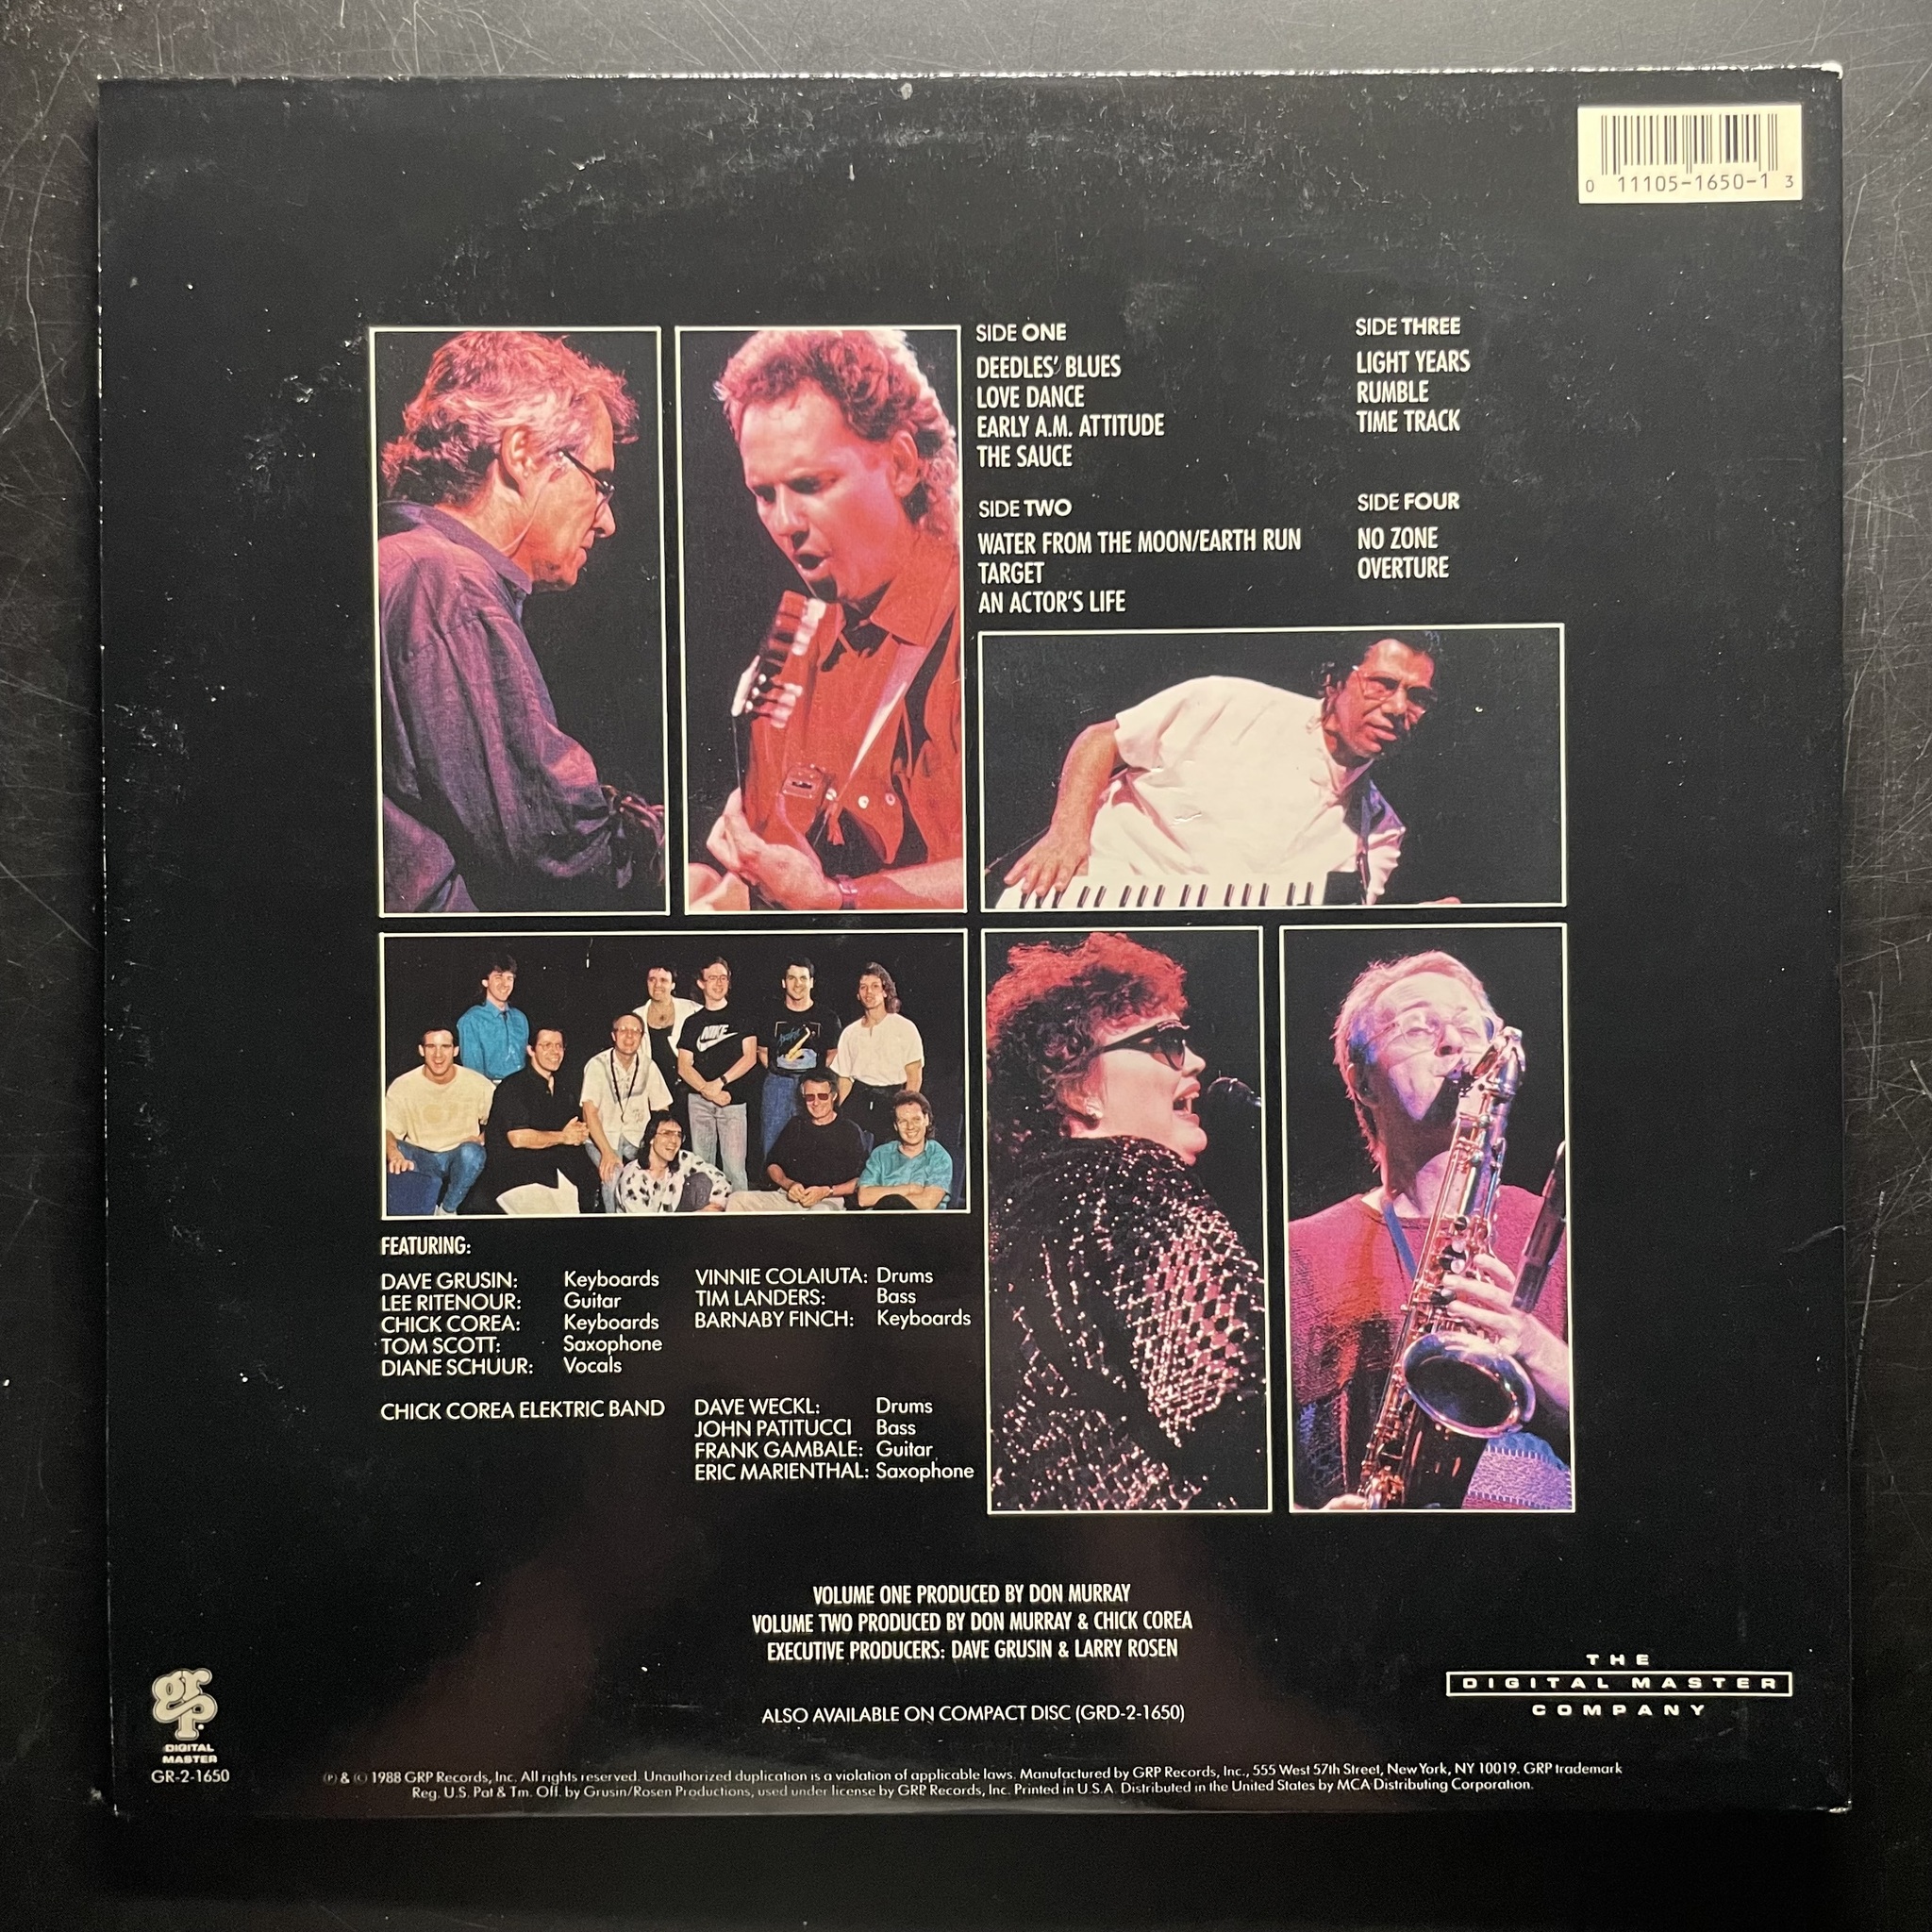 0 11105-1650-1 3
SIDE ONE
DEEDLES' BLUES
LOVE DANCE
EARLY A.M. ATTITUDE
THE SAUCE
SIDE TWO
WATER FROM THE MOON/EARTH RUN
TARGET
AN ACTOR'S LIFE
SIDE THREE
LIGHT YEARS
RUMBLE
TIME TRACK
SIDE FOUR
NO ZONE
OVERTURE
NIKE
FEATURING:
DAVE GRUSIN: Keyboards
LEE RITENOUR: Guitar
CHICK COREA: Keyboards
TOM SCOTT: Saxophone
DIANE SCHUUR: Vocals
VINNIE COLAIUTA: Drums
TIM LANDERS: Bass
BARNABY FINCH: Keyboards
CHICK COREA ELEKTRIC BAND
DAVE WECKL: Drums
JOHN PATITUCCI Bass
FRANK GAMBALE: Guitar
ERIC MARIENTHAL: Saxophone
VOLUME ONE PRODUCED BY DON MURRAY
VOLUME TWO PRODUCED BY DON MURRAY & CHICK COREA
EXECUTIVE PRODUCERS: DAVE GRUSIN & LARRY ROSEN
ALSO AVAILABLE ON COMPACT DISC (GRD-2-1650)
grp
DIGITAL
MASTER
GR-2-1650
THE
DIGITAL MASTER
COMPANY
℗ & © 1988 GRP Records, Inc. All rights reserved. Unauthorized duplication is a violation of applicable laws. Manufactured by GRP Records, Inc., 555 West 57th Street, New York, NY 10019. GRP trademark
Reg. U.S. Pat & Tm. Off. by Grusin/Rosen Productions, used under license by GRP Records, Inc. Printed in U.S.A. Distributed in the United States by MCA Distributing Corporation.